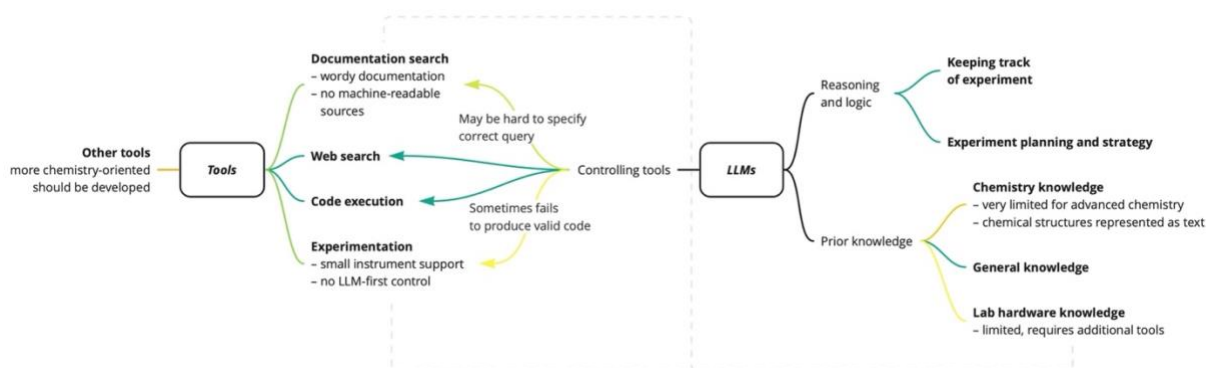 Other tools
more chemistry-oriented
should be developed
Tools
Documentation search
– wordy documentation
– no machine-readable
sources
Web search
Code execution
Experimentation
– small instrument support
– no LLM-first control
May be hard to specify
correct query
Sometimes fails
to produce valid code
Controlling tools
LLMs
Reasoning
and logic
Keeping track
of experiment
Experiment planning and strategy
Prior knowledge
Chemistry knowledge
– very limited for advanced chemistry
– chemical structures represented as text
General knowledge
Lab hardware knowledge
– limited, requires additional tools